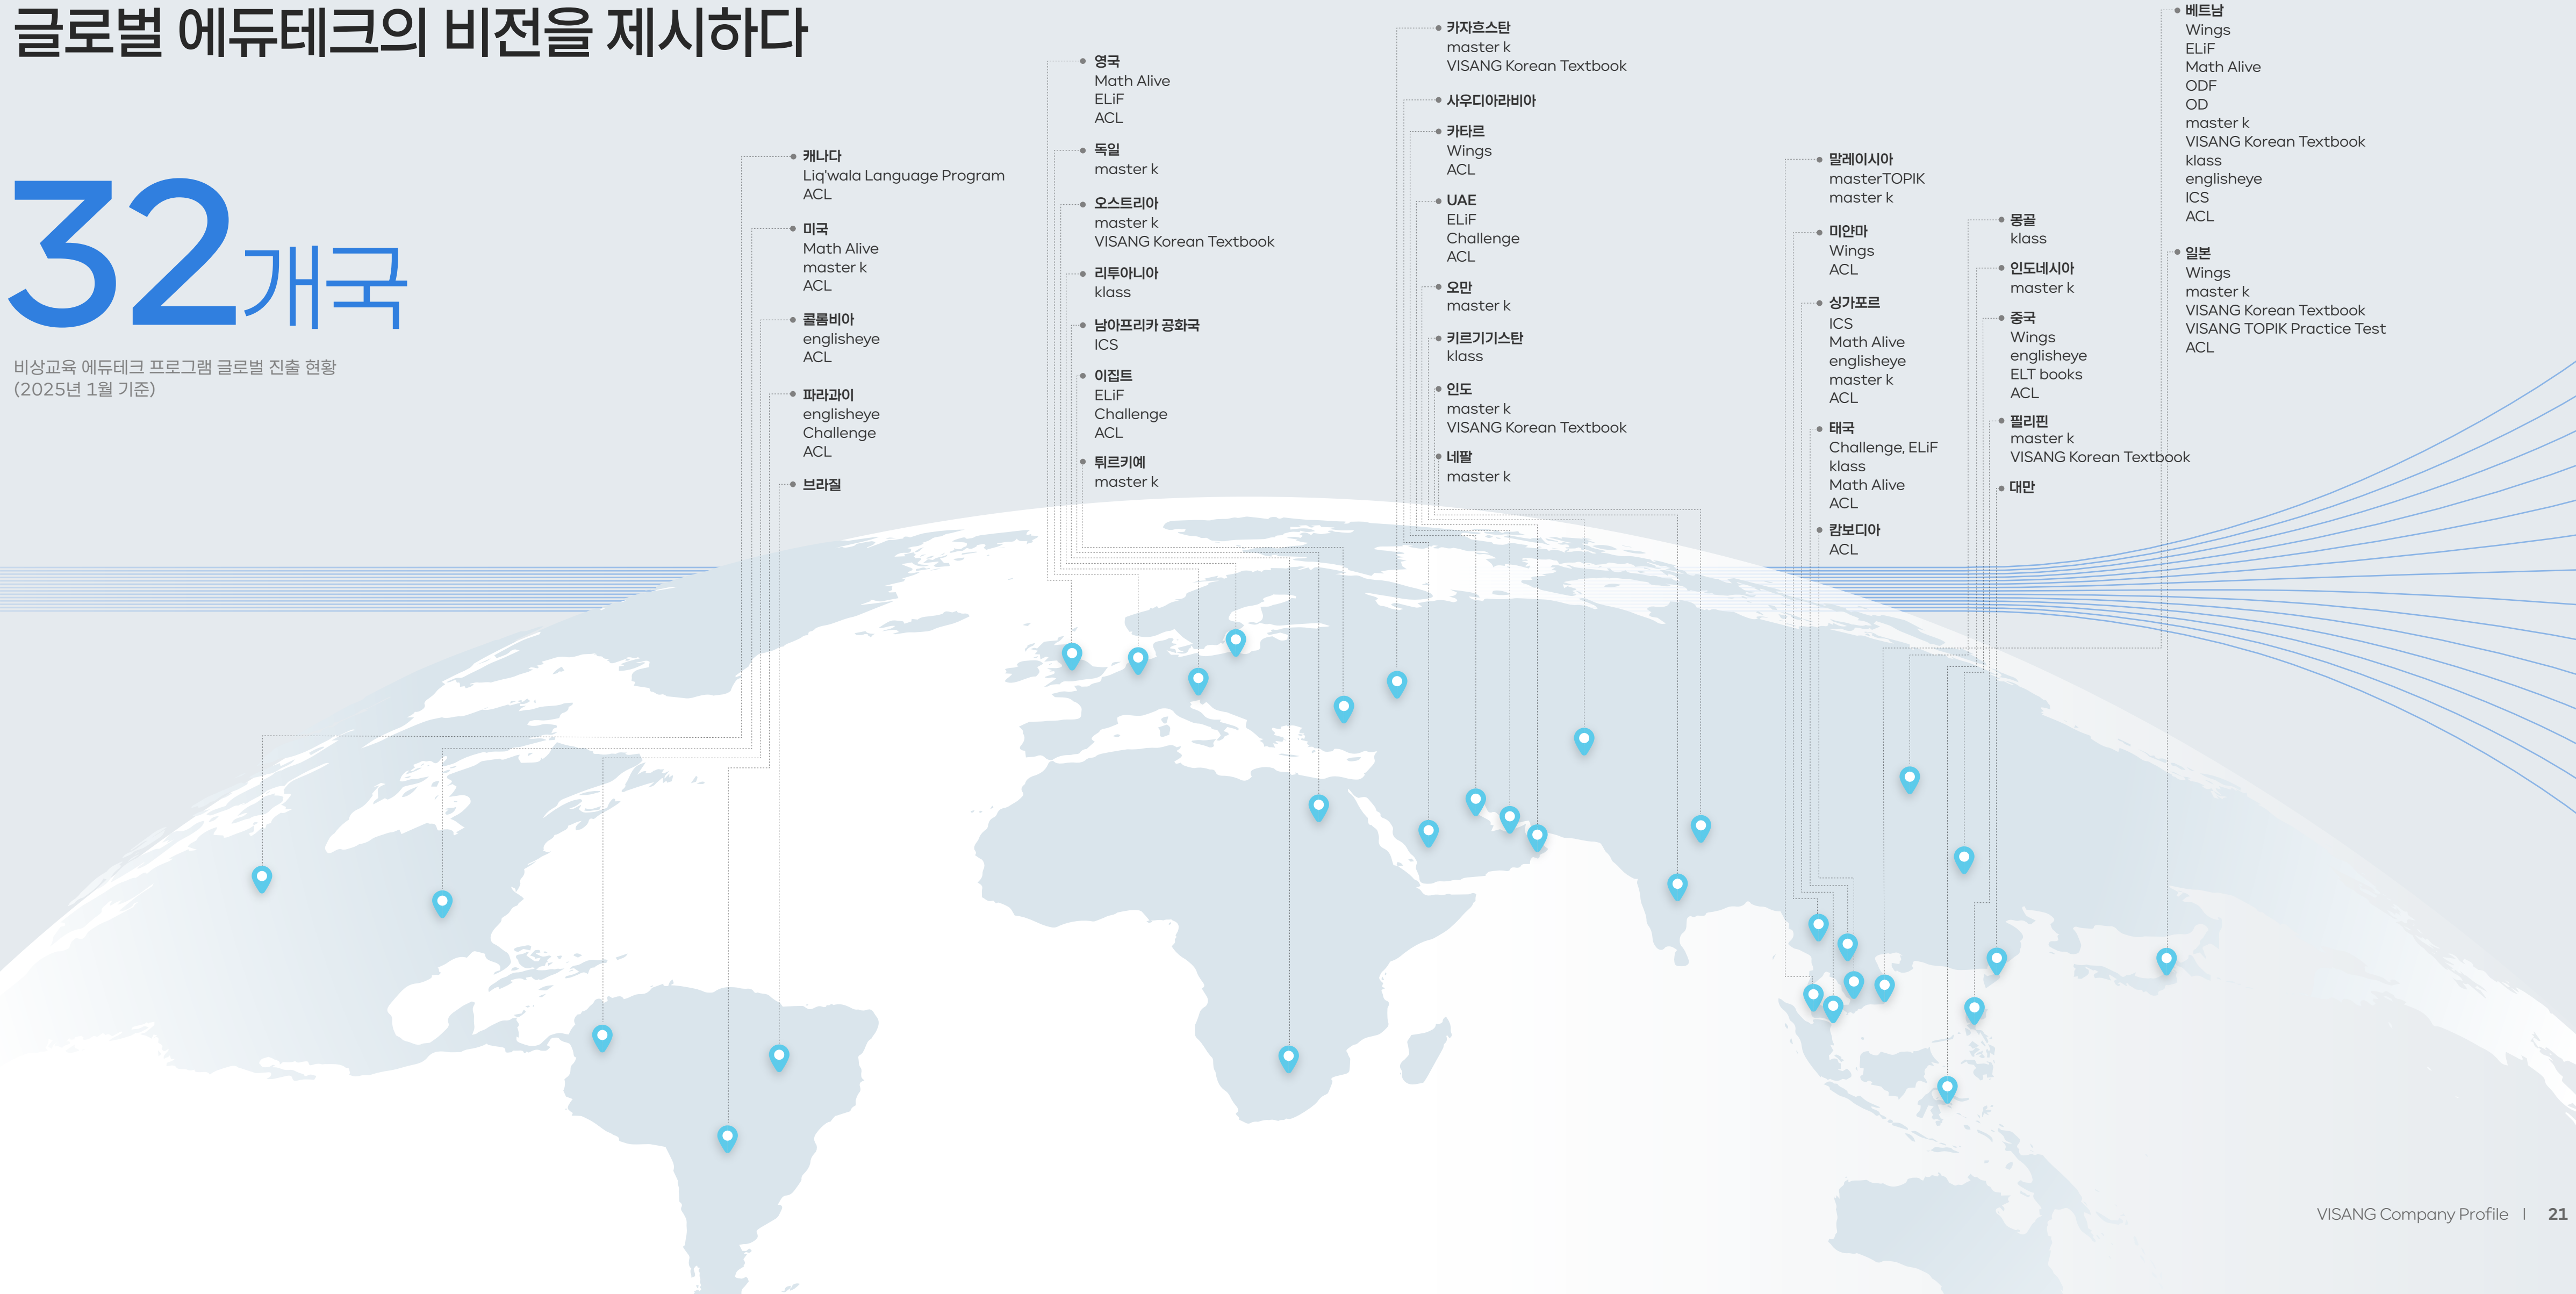 글로벌 에듀테크의 비전을 제시하다
32개국
비상교육 에듀테크 프로그램 글로벌 진출 현황
(2025년 1월 기준)
캐나다
Liq'wala Language Program
ACL
미국
Math Alive
master k
ACL
콜롬비아
englisheye
ACL
파라과이
englisheye
Challenge
ACL
브라질
영국
Math Alive
ELiF
ACL
독일
master k
오스트리아
master k
VISANG Korean Textbook
리투아니아
klass
남아프리카 공화국
ICS
이집트
ELiF
Challenge
ACL
튀르키예
master k
카자흐스탄
master k
VISANG Korean Textbook
사우디아라비아
카타르
Wings
ACL
UAE
ELiF
Challenge
ACL
오만
master k
키르기기스탄
klass
인도
master k
VISANG Korean Textbook
네팔
master k
말레이시아
masterTOPIK
master k
미얀마
Wings
ACL
싱가포르
ICS
Math Alive
englisheye
master k
ACL
태국
Challenge, ELiF
klass
Math Alive
ACL
캄보디아
ACL
몽골
klass
인도네시아
master k
중국
Wings
englisheye
ELT books
ACL
필리핀
master k
VISANG Korean Textbook
대만
베트남
Wings
ELiF
Math Alive
ODF
OD
master k
VISANG Korean Textbook
klass
englisheye
ICS
ACL
일본
Wings
master k
VISANG Korean Textbook
VISANG TOPIK Practice Test
ACL
VISANG Company Profile | 21